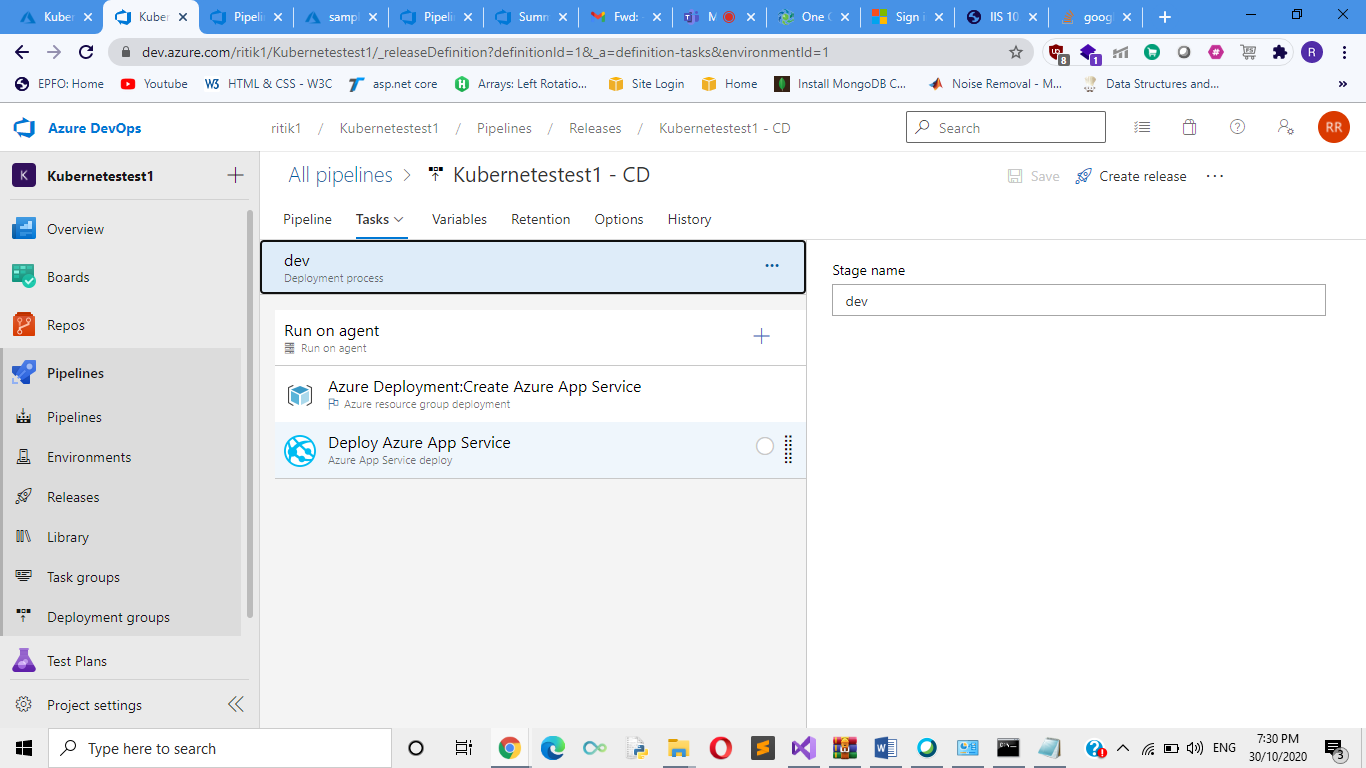 Kuber
Kuber
Pipelin
sampl
Pipelin
Summ
Fwd:
M
One C
Sign i
IIS 10
goog
dev.azure.com/ritik1/Kubernetestest1/_releaseDefinition?definitionId=1&_a=definition-tasks&environmentId=1
8
1
R
EPFO: Home
Youtube
HTML & CSS - W3C
asp.net core
Arrays: Left Rotatio...
Site Login
Home
Install MongoDB C...
Noise Removal - M...
Data Structures and...
»
Azure DevOps
ritik1 / Kubernetestest1 / Pipelines / Releases / Kubernetestest1 - CD
Search
RR
K
Kubernetestest1
Overview
Boards
Repos
Pipelines
Pipelines
Environments
Releases
Library
Task groups
Deployment groups
Test Plans
Project settings
All pipelines > Kubernetestest1 - CD
Save
Create release
Pipeline
Tasks
Variables
Retention
Options
History
dev
Deployment process
Run on agent
Run on agent
Azure Deployment:Create Azure App Service
Azure resource group deployment
Deploy Azure App Service
Azure App Service deploy
Stage name
dev
Type here to search
ENG
7:30 PM
30/10/2020
3